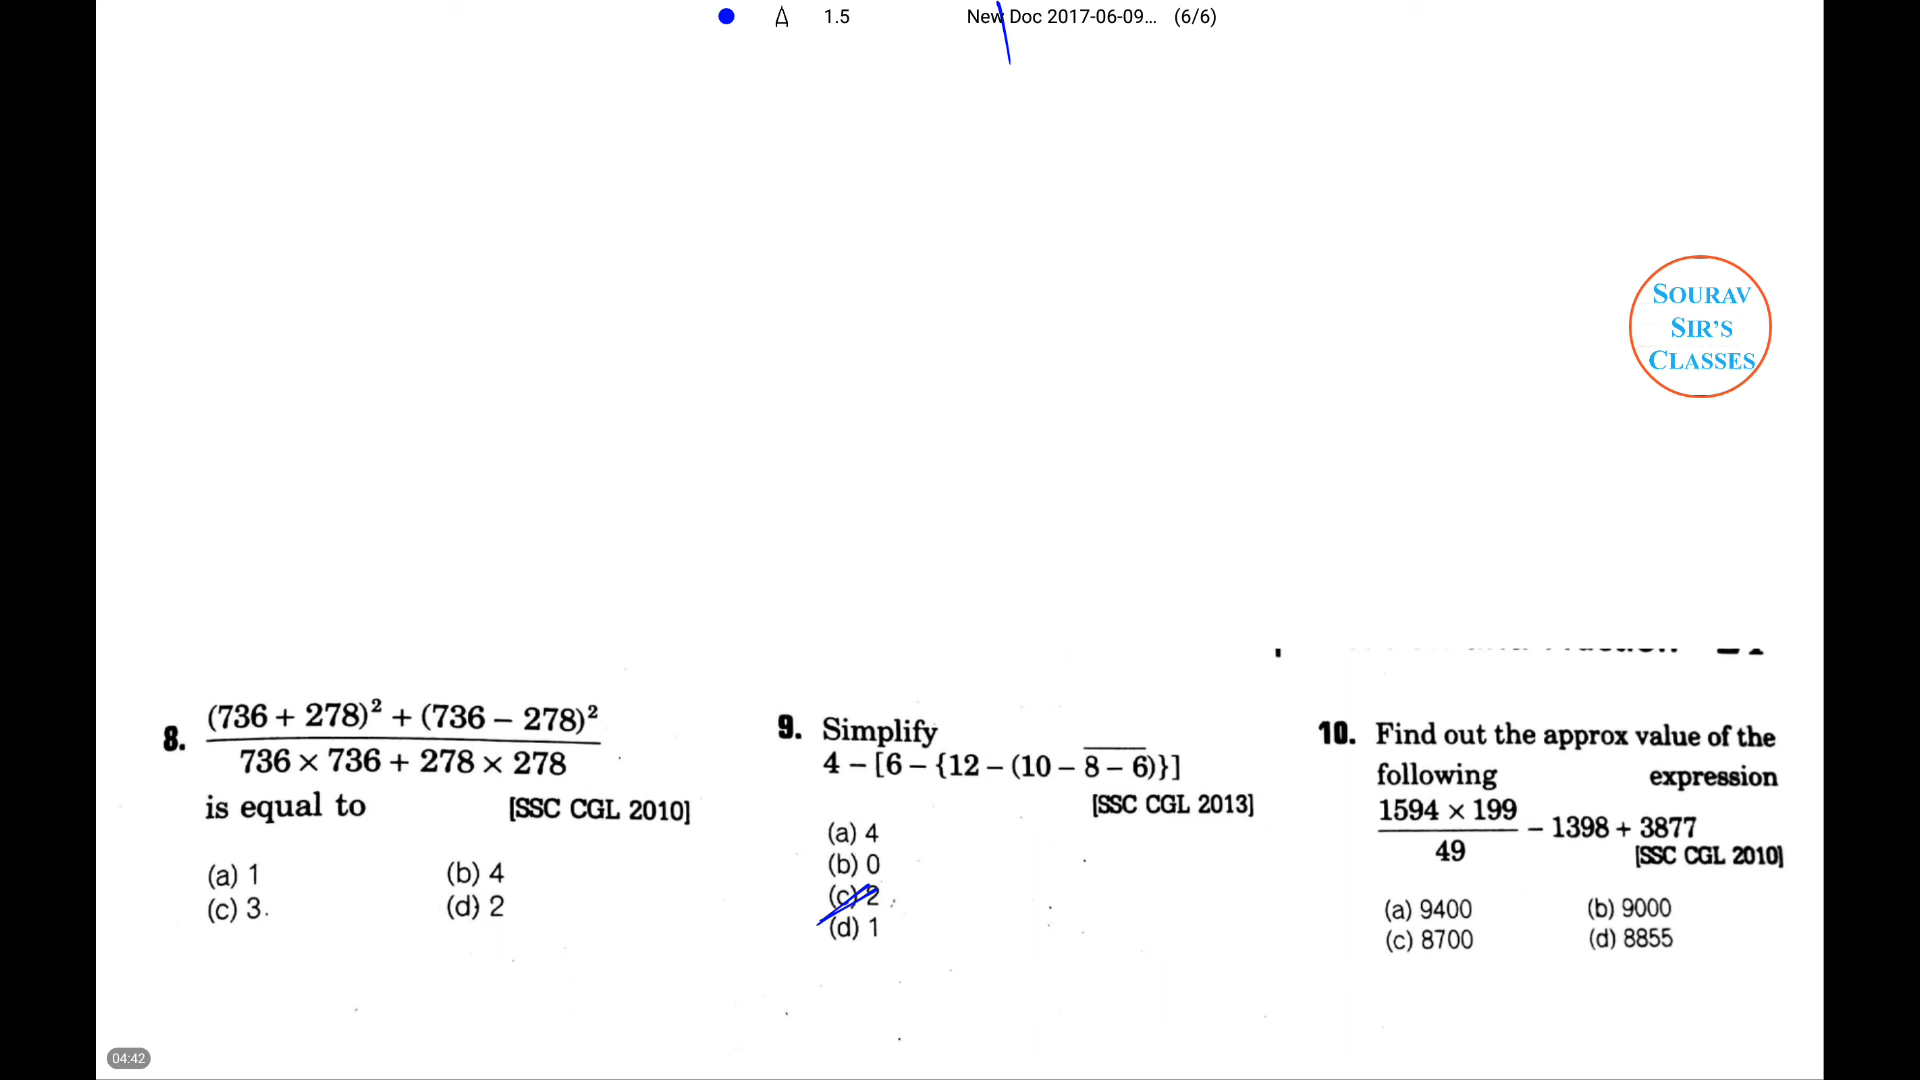 1.5 New Doc 2017-06-09... (6/6)
SOURAV
SIR'S
CLASSES
8. (736 + 278)² + (736 – 278)²
736 × 736 + 278 × 278
is equal to [SSC CGL 2010]
(a) 1 (b) 4
(c) 3 (d) 2
9. Simplify
4 – [6 – {12 – (10 – 8 – 6)}]
[SSC CGL 2013]
(a) 4
(b) 0
(c) 2
(d) 1
10. Find out the approx value of the
following expression
1594 × 199
49
– 1398 + 3877
[SSC CGL 2010]
(a) 9400 (b) 9000
(c) 8700 (d) 8855
04:42